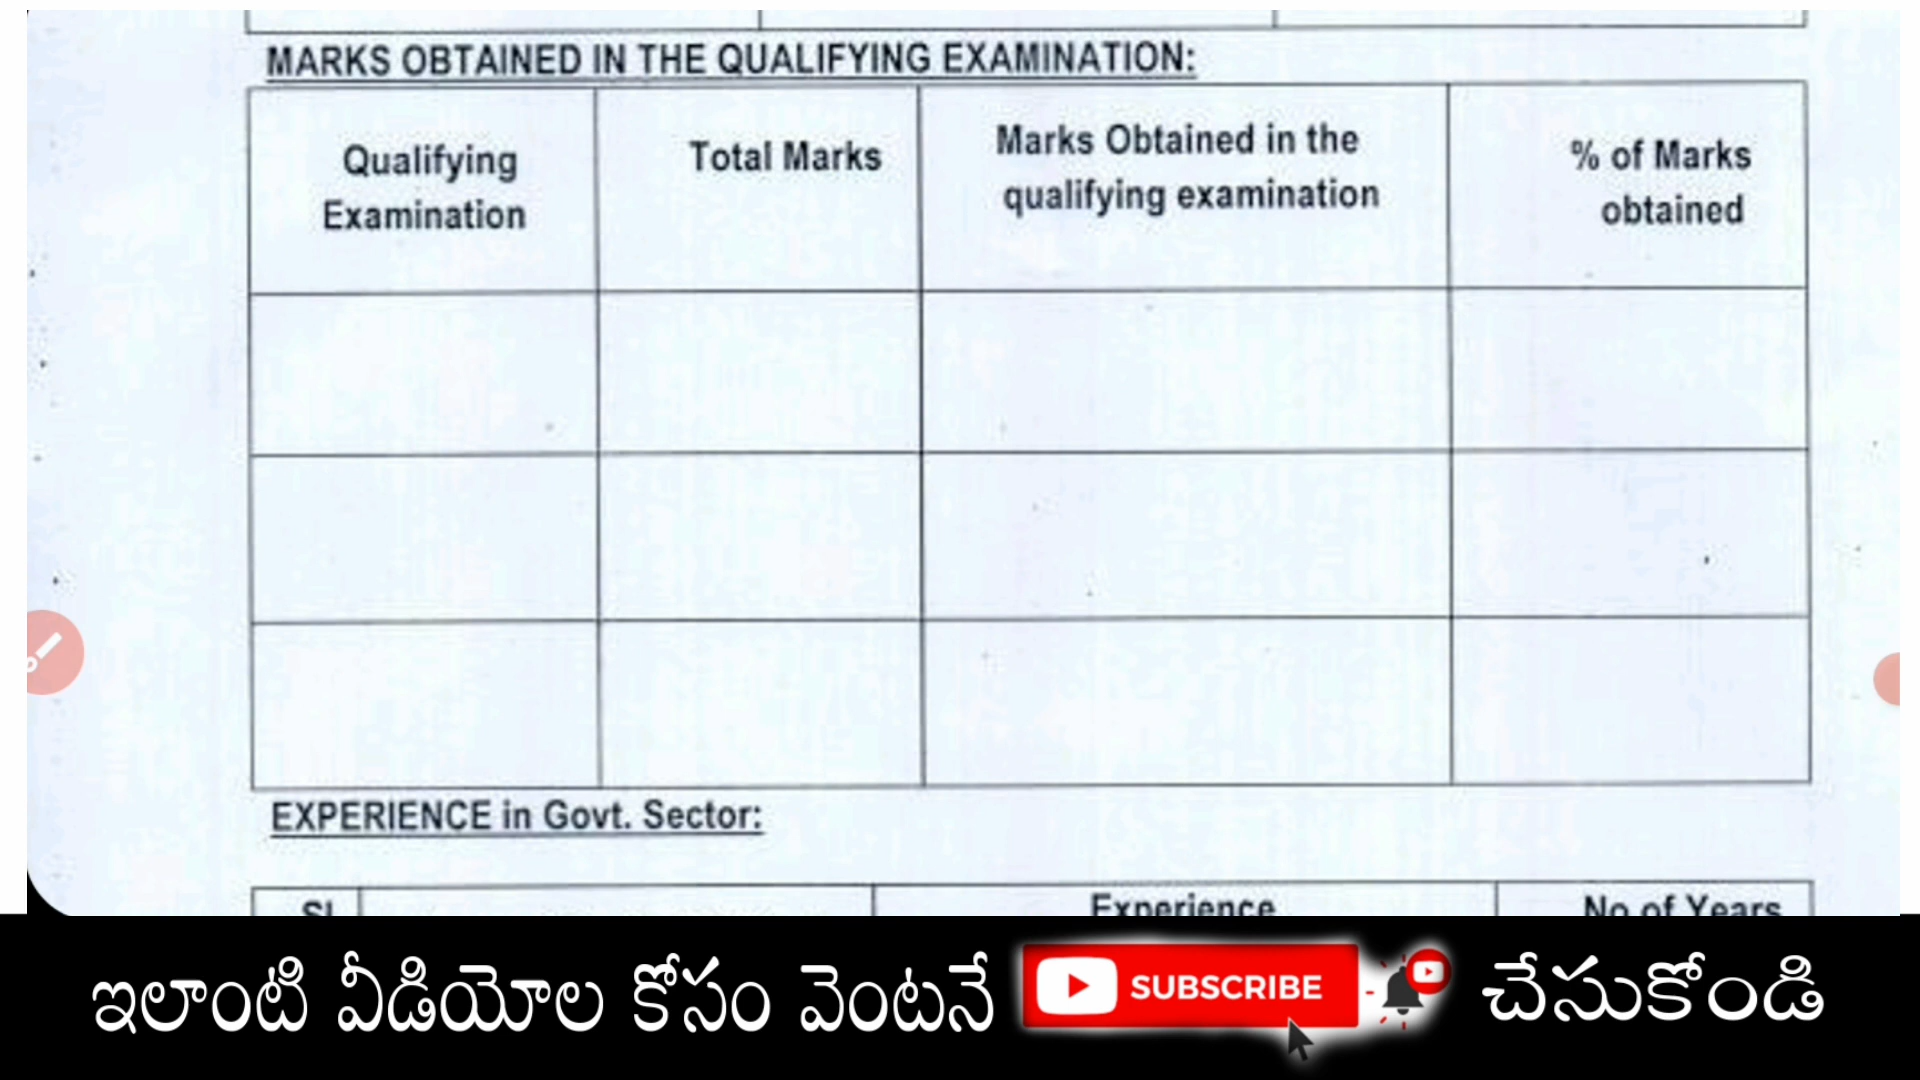 MARKS OBTAINED IN THE QUALIFYING EXAMINATION:
Qualifying Examination
Total Marks
Marks Obtained in the qualifying examination
% of Marks obtained
EXPERIENCE in Govt. Sector:
Sl
Experience
No of Years
ఇలాంటి వీడియోల కోసం వెంటనే SUBSCRIBE చేసుకోండి